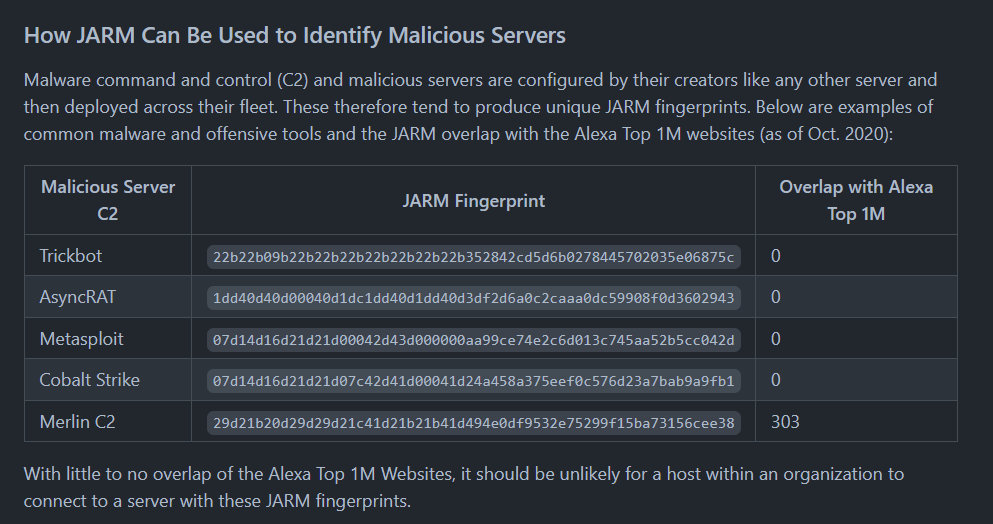 How JARM Can Be Used to Identify Malicious Servers
Malware command and control (C2) and malicious servers are configured by their creators like any other server and
then deployed across their fleet. These therefore tend to produce unique JARM fingerprints. Below are examples of
common malware and offensive tools and the JARM overlap with the Alexa Top 1M websites (as of Oct. 2020):
Malicious Server
C2
JARM Fingerprint
Overlap with Alexa
Top 1M
Trickbot 22b22b09b22b22b22b22b22b22b22b352842cd5d6b0278445702035e06875c 0
AsyncRAT 1dd40d40d00040d1dc1dd40d1dd40d3df2d6a0c2caaa0dc59908f0d3602943 0
Metasploit 07d14d16d21d21d00042d43d000000aa99ce74e2c6d013c745aa52b5cc042d 0
Cobalt Strike 07d14d16d21d21d07c42d41d00041d24a458a375eef0c576d23a7bab9a9fb1 0
Merlin C2 29d21b20d29d29d21c41d21b21b41d494e0df9532e75299f15ba73156cee38 303
With little to no overlap of the Alexa Top 1M Websites, it should be unlikely for a host within an organization to
connect to a server with these JARM fingerprints.